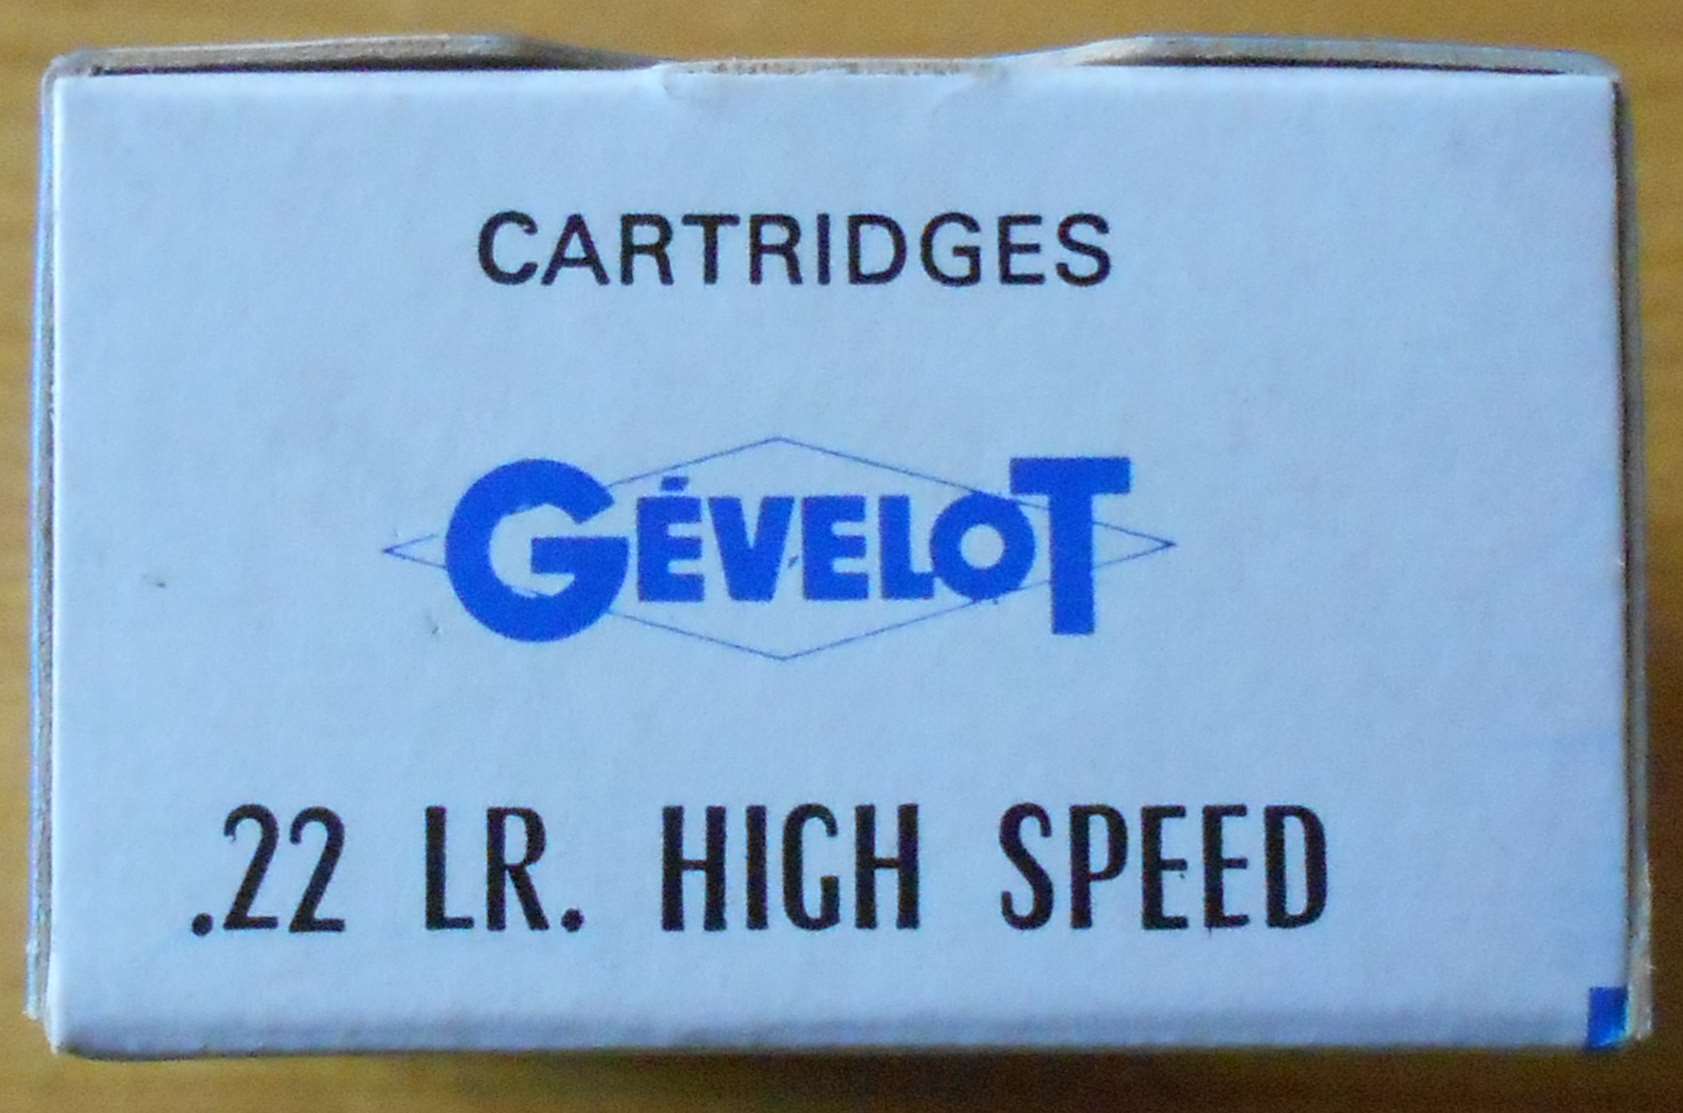 CARTRIDGES
GÉVELOT
.22 LR. HIGH SPEED